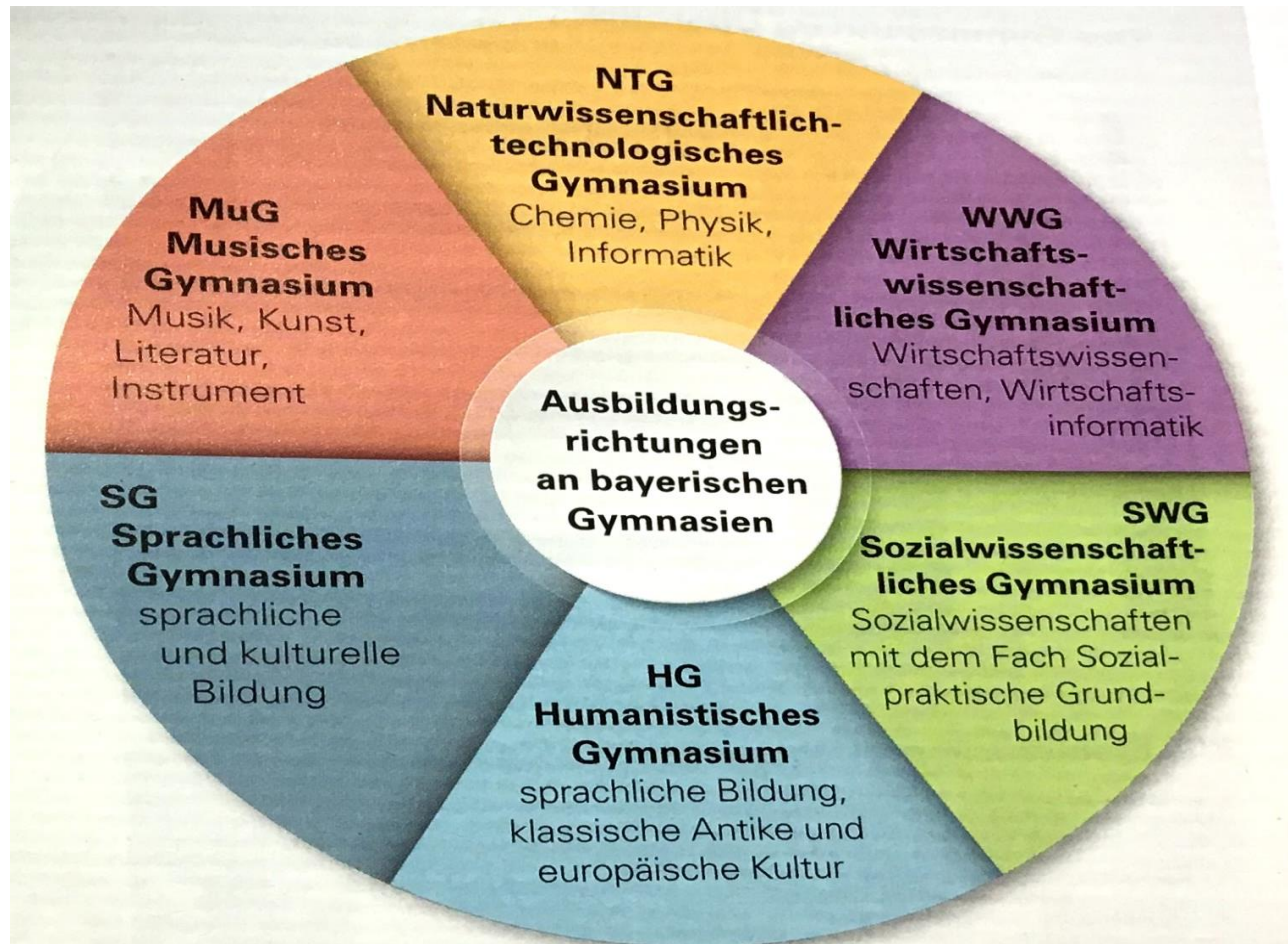 NTG
Naturwissenschaftlich-
technologisches
Gymnasium
Chemie, Physik,
Informatik
WWG
Wirtschafts-
wissenschaft-
liches Gymnasium
Wirtschaftswissen-
schaften, Wirtschafts-
informatik
SWG
Sozialwissenschaft-
liches Gymnasium
Sozialwissenschaften
mit dem Fach Sozial-
praktische Grund-
bildung
HG
Humanistisches
Gymnasium
sprachliche Bildung,
klassische Antike und
europäische Kultur
SG
Sprachliches
Gymnasium
sprachliche
und kulturelle
Bildung
MuG
Musisches
Gymnasium
Musik, Kunst,
Literatur,
Instrument
Ausbildungs-
richtungen
an bayerischen
Gymnasien